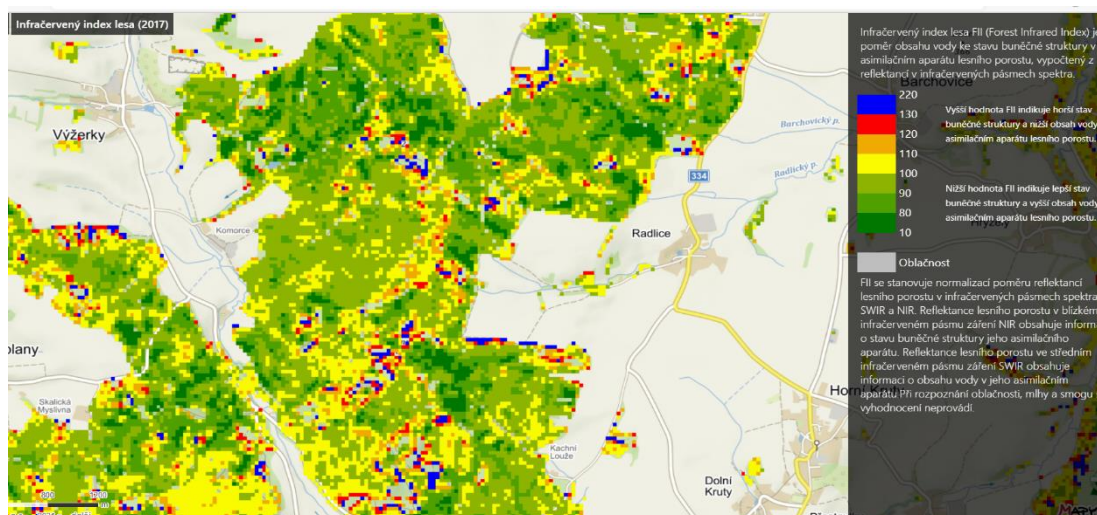 Infračervený index lesa (2017)
Výžerky
Komorce
olany
Skalická
Myslivna
Barchovický p.
Radlický p.
334
Radlice
Kachní
Louže
Dolní
Kruty
Horní
800
m
Infračervený index lesa FII (Forest Infrared Index) je
poměr obsahu vody ke stavu buněčné struktury v
asimilačním aparátu lesního porostu, vypočtený z
reflektancí v infračervených pásmech spektra.
Barchovice
220
130
120
110
100
90
80
10
Vyšší hodnota FII indikuje horší stav
buněčné struktury a nižší obsah vody
asimilačním aparátu lesního porostu.
Nižší hodnota FII indikuje lepší stav
buněčné struktury a vyšší obsah vody
asimilačním aparátu lesního porostu.
Hryzely
Oblačnost
FII se stanovuje normalizací poměru reflektancí
lesního porostu v infračervených pásmech spektra
SWIR a NIR. Reflektance lesního porostu v blízkém
infračerveném pásmu záření NIR obsahuje inform
o stavu buněčné struktury jeho asimilačního
aparátu. Reflektance lesního porostu ve středním
infračerveném pásmu záření SWIR obsahuje
informaci o obsahu vody v jeho asimilačním
aparátu Při rozpoznání oblačnosti, mlhy a smogu
vyhodnocení neprovádí.